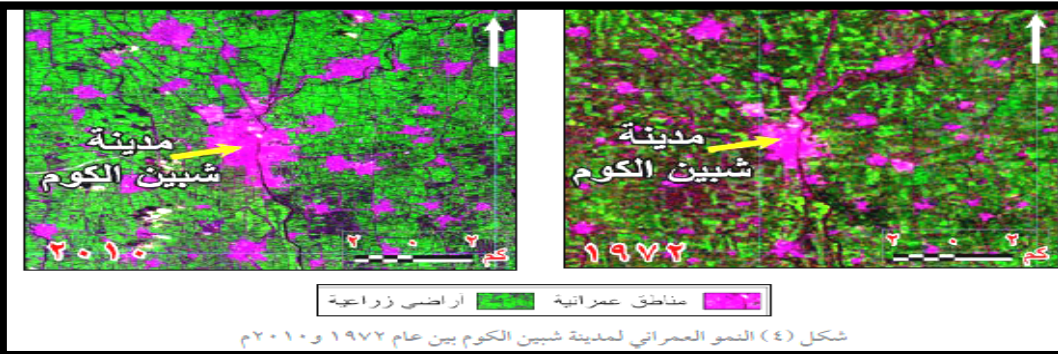 مدينة
شبين الكوم
١٩٧٢
٢ ٠ ٢
كم
مدينة
شبين الكوم
٢٠١٠
٢ ٠ ٢
كم
مناطق عمرانية
أراضي زراعية
شكل (٤) النمو العمراني لمدينة شبين الكوم بين عام ١٩٧٢ و٢٠١٠م